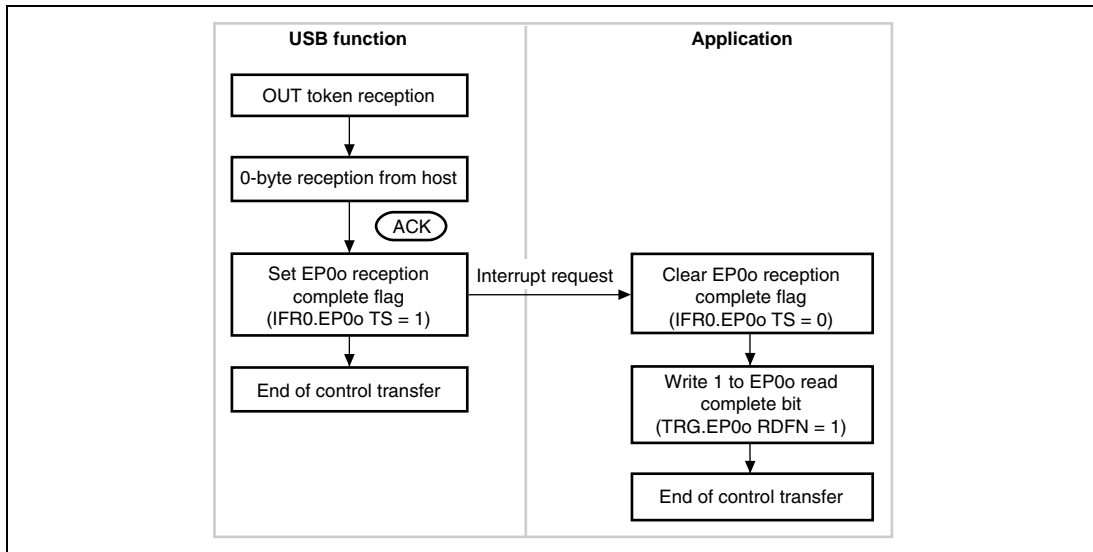 USB function
Application
OUT token reception
0-byte reception from host
ACK
Set EP0o reception
complete flag
(IFR0.EP0o TS = 1)
Interrupt request
Clear EP0o reception
complete flag
(IFR0.EP0o TS = 0)
End of control transfer
Write 1 to EP0o read
complete bit
(TRG.EP0o RDFN = 1)
End of control transfer